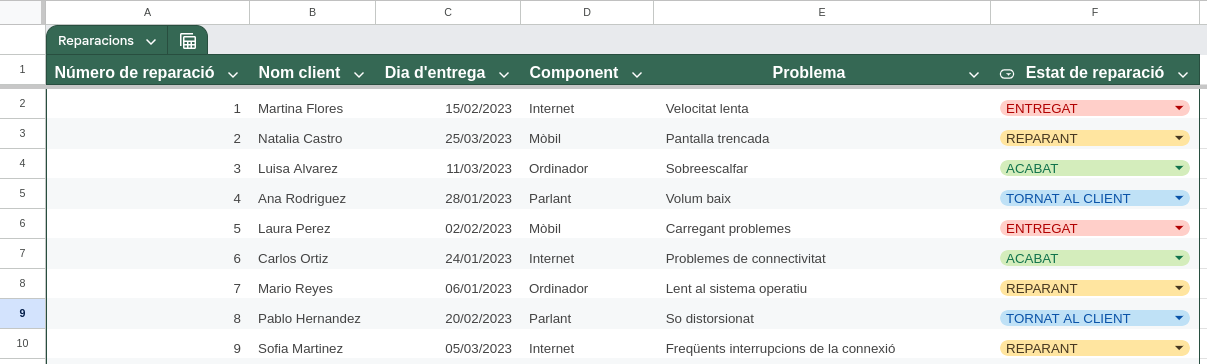 A B C D E F
Reparacions
1 Número de reparació Nom client Dia d'entrega Component Problema Estat de reparació
2 1 Martina Flores 15/02/2023 Internet Velocitat lenta ENTREGAT
3 2 Natalia Castro 25/03/2023 Mòbil Pantalla trencada REPARANT
4 3 Luisa Alvarez 11/03/2023 Ordinador Sobreescalfar ACABAT
5 4 Ana Rodriguez 28/01/2023 Parlant Volum baix TORNAT AL CLIENT
6 5 Laura Perez 02/02/2023 Mòbil Carregant problemes ENTREGAT
7 6 Carlos Ortiz 24/01/2023 Internet Problemes de connectivitat ACABAT
8 7 Mario Reyes 06/01/2023 Ordinador Lent al sistema operatiu REPARANT
9 8 Pablo Hernandez 20/02/2023 Parlant So distorsionat TORNAT AL CLIENT
10 9 Sofia Martinez 05/03/2023 Internet Freqüents interrupcions de la connexió REPARANT